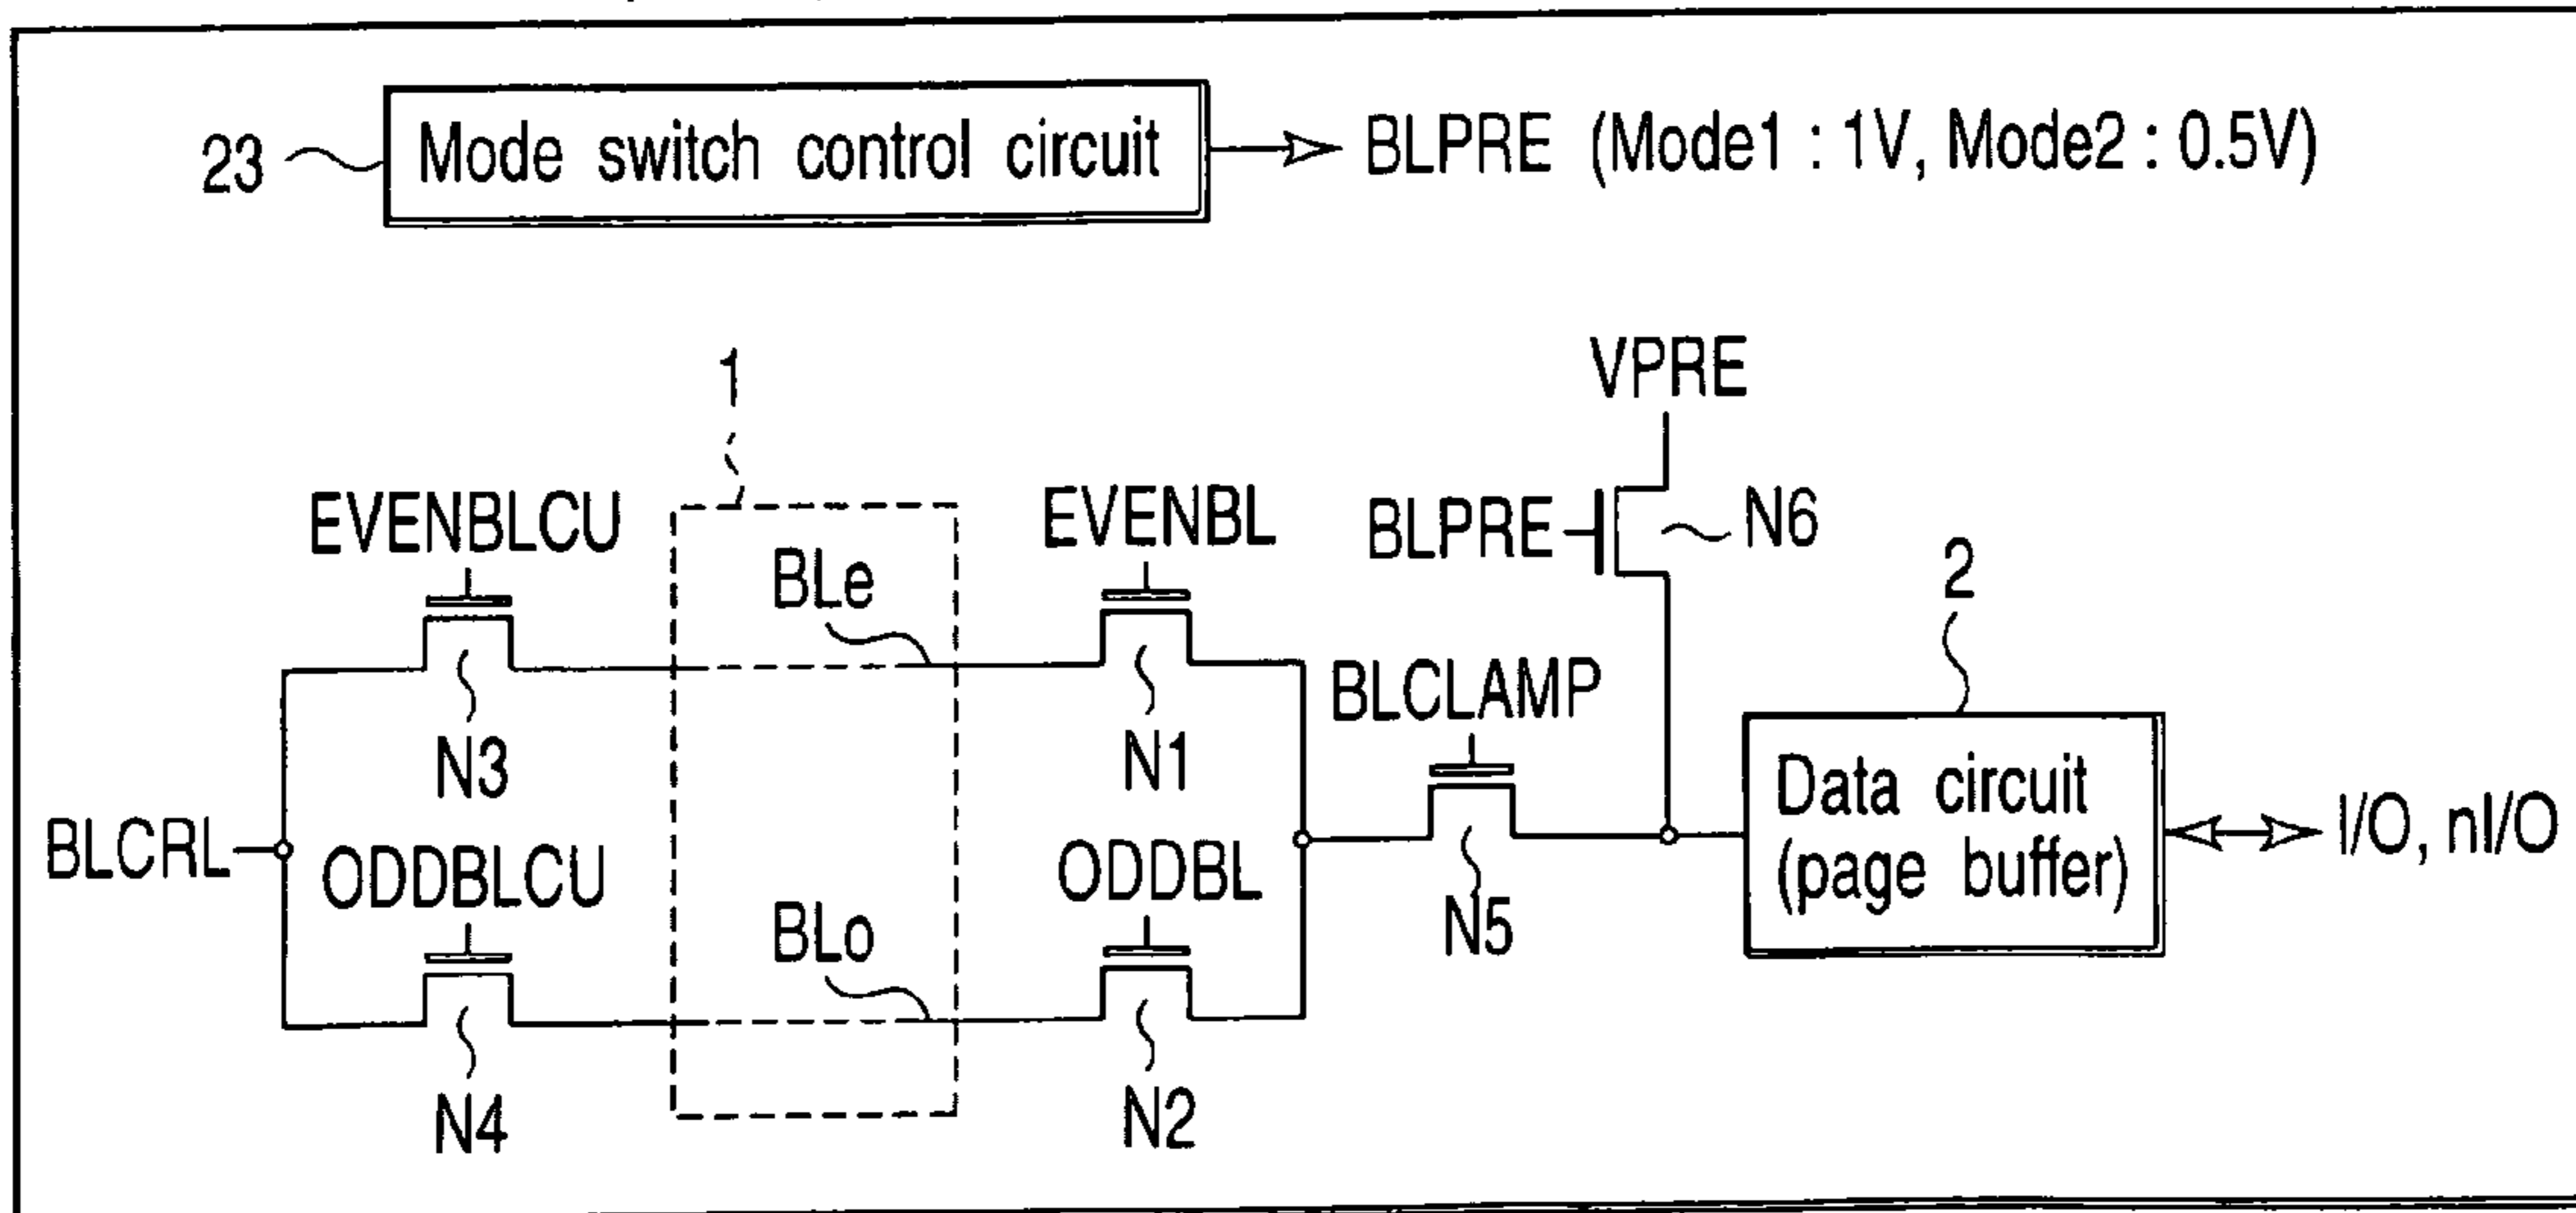 23
Mode switch control circuit
BLPRE (Mode1 : 1V, Mode2 : 0.5V)
1
VPRE
EVENBLCU
BLe
EVENBL
BLPRE
N6
2
N3
N1
BLCLAMP
Data circuit
(page buffer)
I/O, nI/O
BLCRL
ODDBLCU
BLo
ODDBL
N5
N4
N2